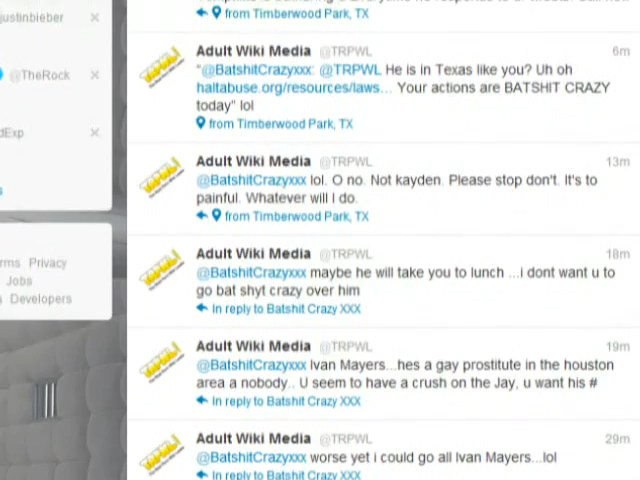 justinbieber ×
from Timberwood Park, TX
@TheRock ×
dExp ×
rms Privacy
Jobs
Developers
Adult Wiki Media @TRPWL 6m
"@BatshitCrazyxxx: @TRPWL He is in Texas like you? Uh oh
haltabuse.org/resources/laws... Your actions are BATSHIT CRAZY
today" lol
from Timberwood Park, TX
Adult Wiki Media @TRPWL 13m
@BatshitCrazyxxx lol. O no. Not kayden. Please stop don't. It's to
painful. Whatever will I do.
from Timberwood Park, TX
Adult Wiki Media @TRPWL 18m
@BatshitCrazyxxx maybe he will take you to lunch ...i dont want u to
go bat shyt crazy over him
In reply to Batshit Crazy XXX
Adult Wiki Media @TRPWL 19m
@BatshitCrazyxxx Ivan Mayers...hes a gay prostitute in the houston
area a nobody.. U seem to have a crush on the Jay, u want his #
In reply to Batshit Crazy XXX
Adult Wiki Media @TRPWL 29m
@BatshitCrazyxxx worse yet i could go all Ivan Mayers...lol
In reply to Batshit Crazy XXX